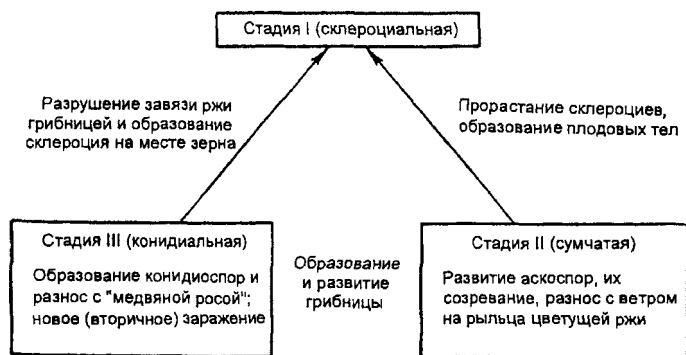 Стадия I (склероциальная)
Разрушение завязи ржи
грибницей и образование
склероция на месте зерна
Прорастание склероциев,
образование плодовых тел
Стадия III (конидиальная)
Образование конидиоспор и
разнос с "медвяной росой";
новое (вторичное) заражение
Образование
и развитие
грибницы
Стадия II (сумчатая)
Развитие аскоспор, их
созревание, разнос с ветром
на рыльца цветущей ржи